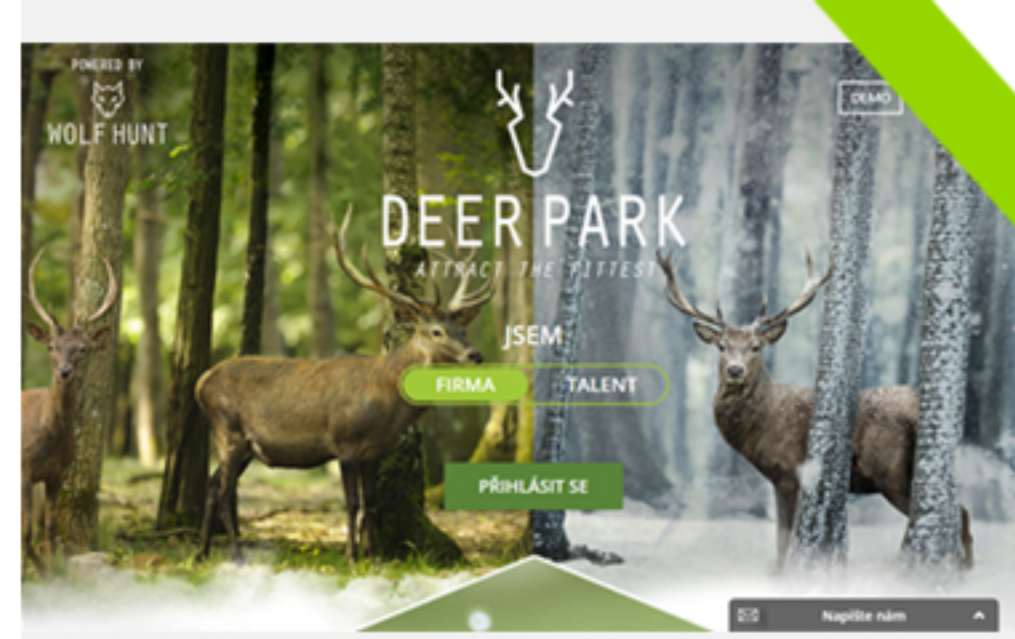 POWERED BY
WOLF HUNT
DEMO
DEER PARK
ATTRACT THE FITTEST
JSEM
FIRMA TALENT
PŘIHLÁSIT SE
Napište nám